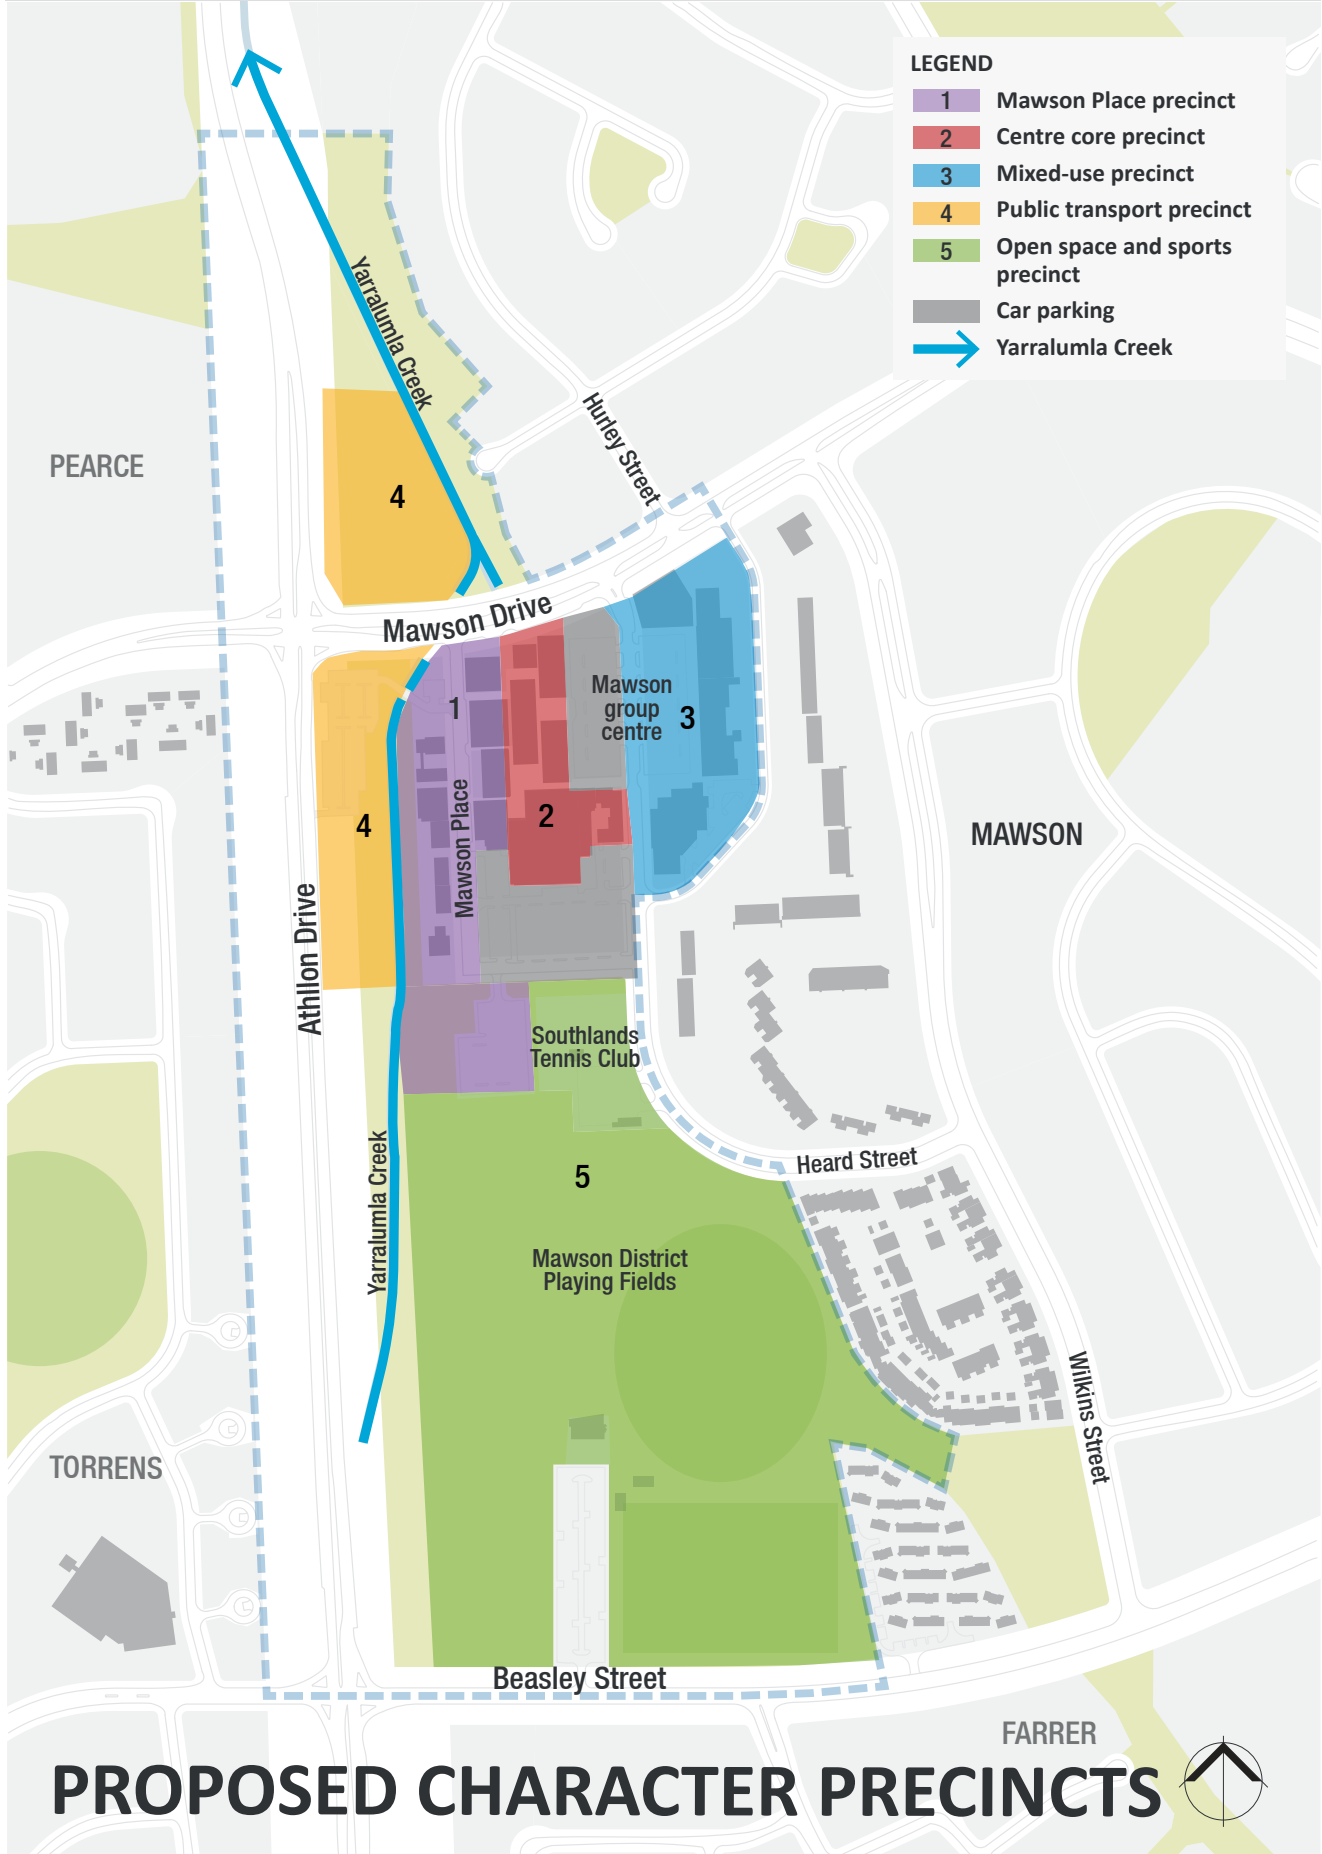 LEGEND
1 Mawson Place precinct
2 Centre core precinct
3 Mixed-use precinct
4 Public transport precinct
5 Open space and sports
precinct
Car parking
Yarralumla Creek
Yarralumla Creek
Hurley Street
PEARCE
4
Mawson Drive
1
Mawson
group
centre
3
Mawson Place
2
4
MAWSON
Athllon Drive
Southlands
Tennis Club
Yarralumla Creek
5
Heard Street
Mawson District
Playing Fields
Wilkins Street
TORRENS
Beasley Street
FARRER
PROPOSED CHARACTER PRECINCTS